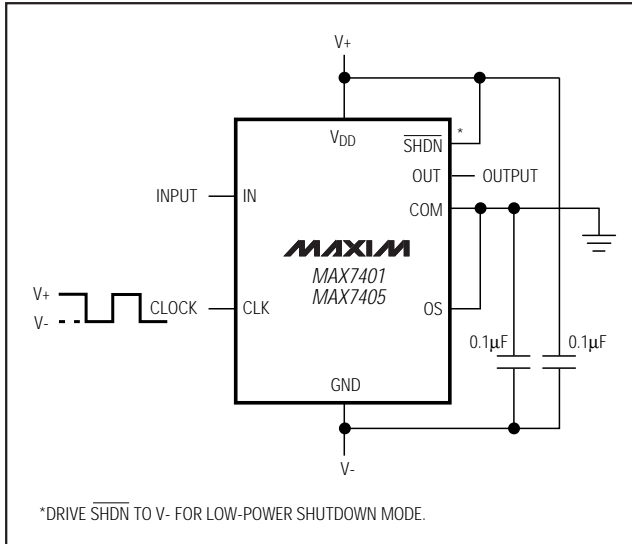 V+
VDD
SHDN
*
OUT
OUTPUT
INPUT
IN
COM
MAXIM
MAX7401
MAX7405
V+
V-
CLOCK
CLK
OS
0.1µF
0.1µF
GND
V-
*DRIVE SHDN TO V- FOR LOW-POWER SHUTDOWN MODE.